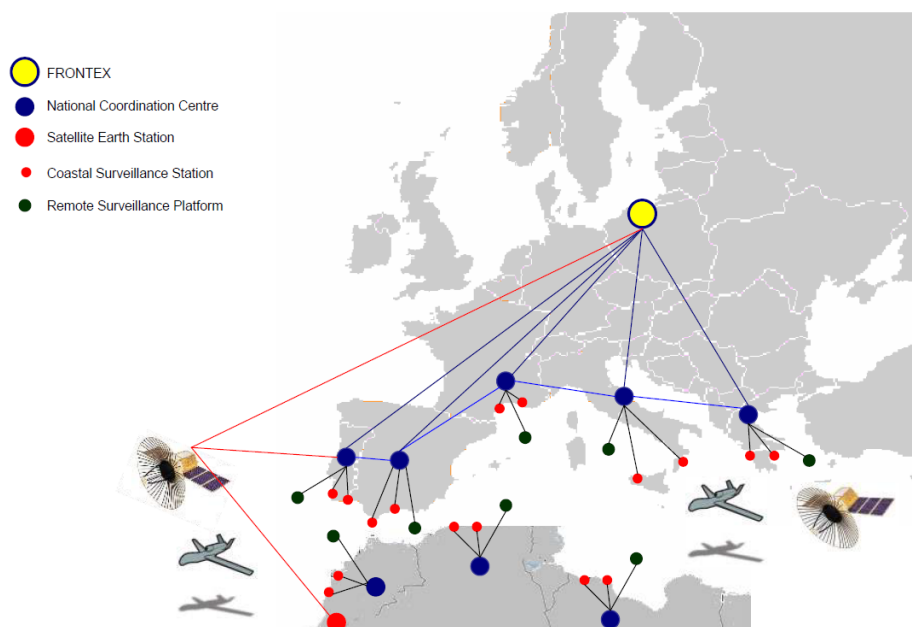 FRONTEX
National Coordination Centre
Satellite Earth Station
Coastal Surveillance Station
Remote Surveillance Platform